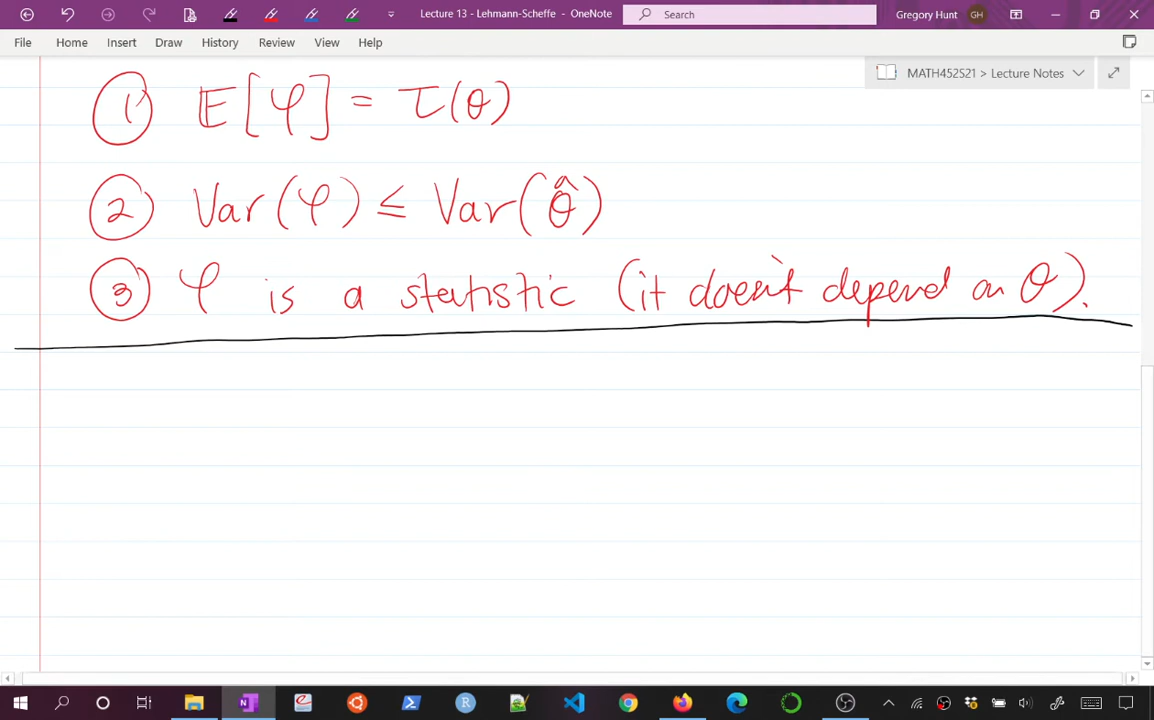 Lecture 13 - Lehmann-Scheffe - OneNote
Search
Gregory Hunt
GH
File Home Insert Draw History Review View Help
MATH452S21 > Lecture Notes
① E[φ] = τ(θ)
② Var(φ) ≤ Var(θ̂)
③ φ is a statistic (it doesn't depend on θ).